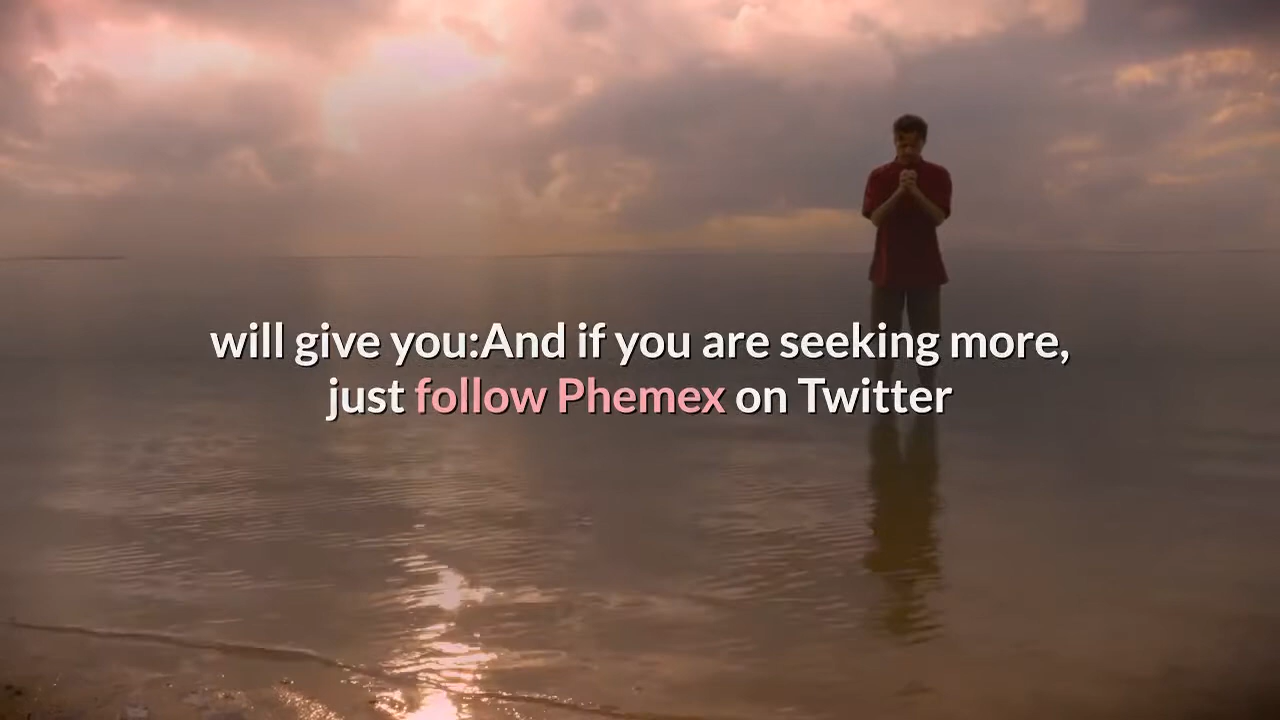 will give you:And if you are seeking more,
just follow Phemex on Twitter